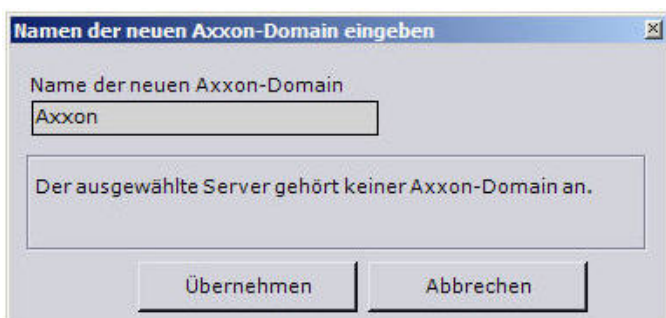 Namen der neuen Axxon-Domain eingeben
Name der neuen Axxon-Domain
Axxon
Der ausgewählte Server gehört keiner Axxon-Domain an.
Übernehmen
Abbrechen